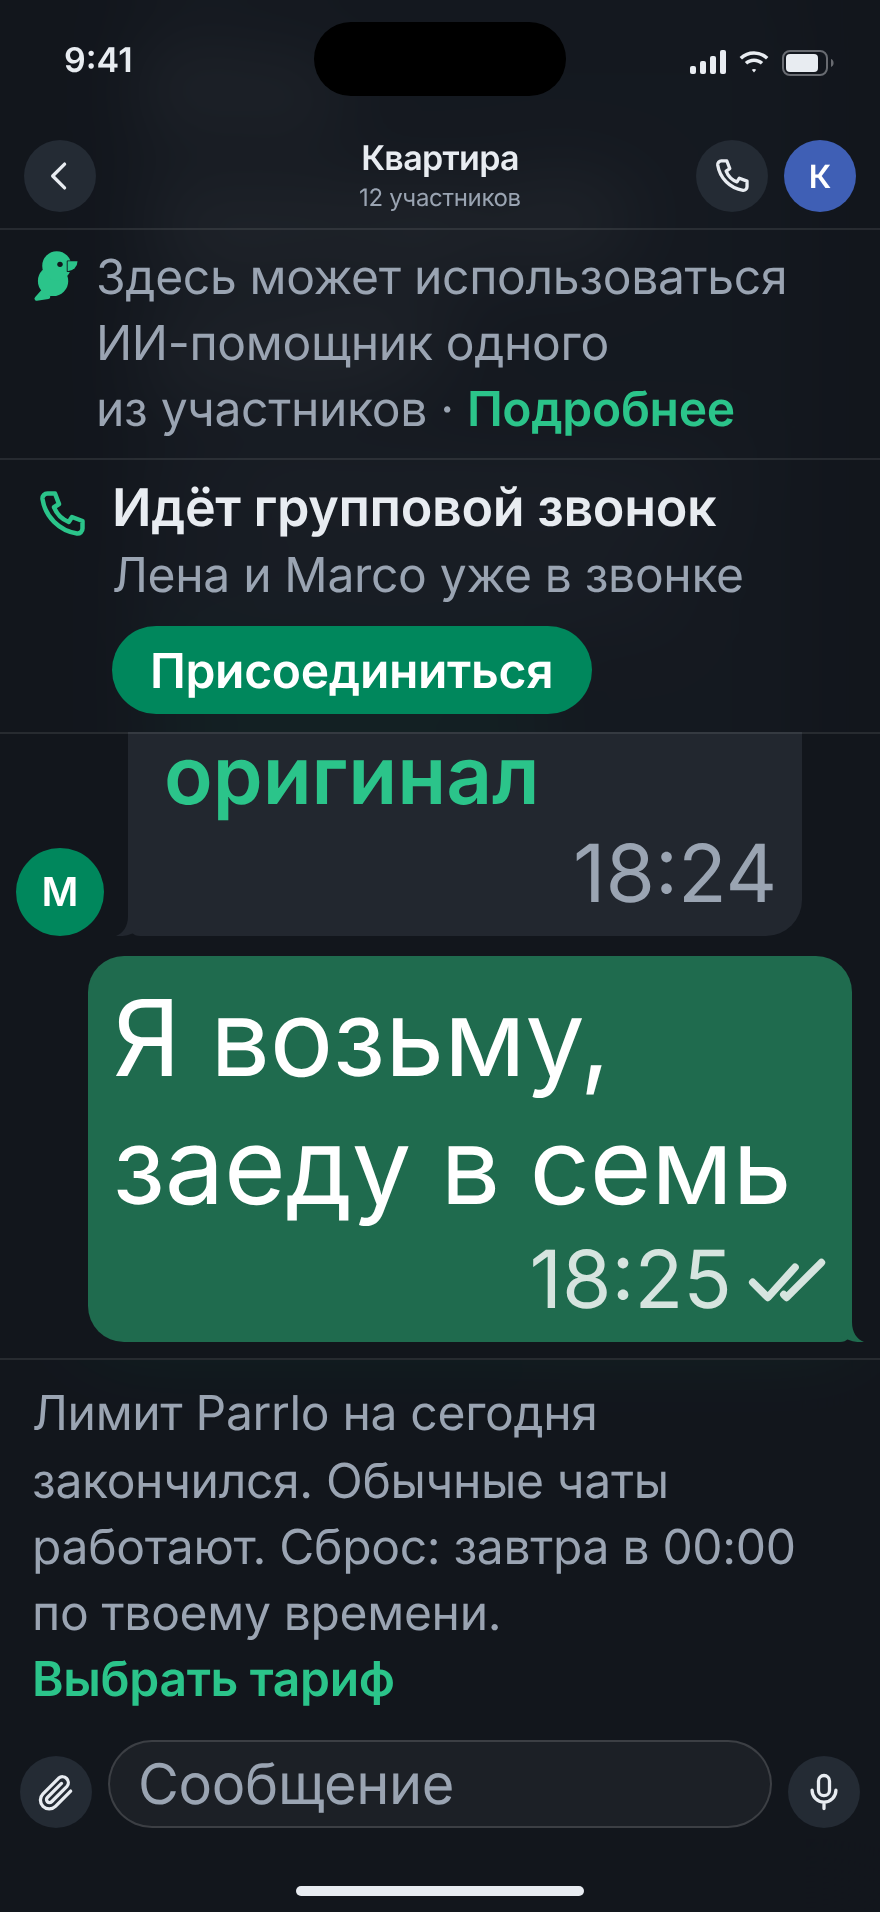 9:41
Квартира
12 участников
К
Здесь может использоваться
ИИ-помощник одного
из участников · Подробнее
Идёт групповой звонок
Лена и Marco уже в звонке
Присоединиться
оригинал
18:24
M
Я возьму,
заеду в семь
18:25
Лимит Parrlo на сегодня
закончился. Обычные чаты
работают. Сброс: завтра в 00:00
по твоему времени.
Выбрать тариф
Сообщение